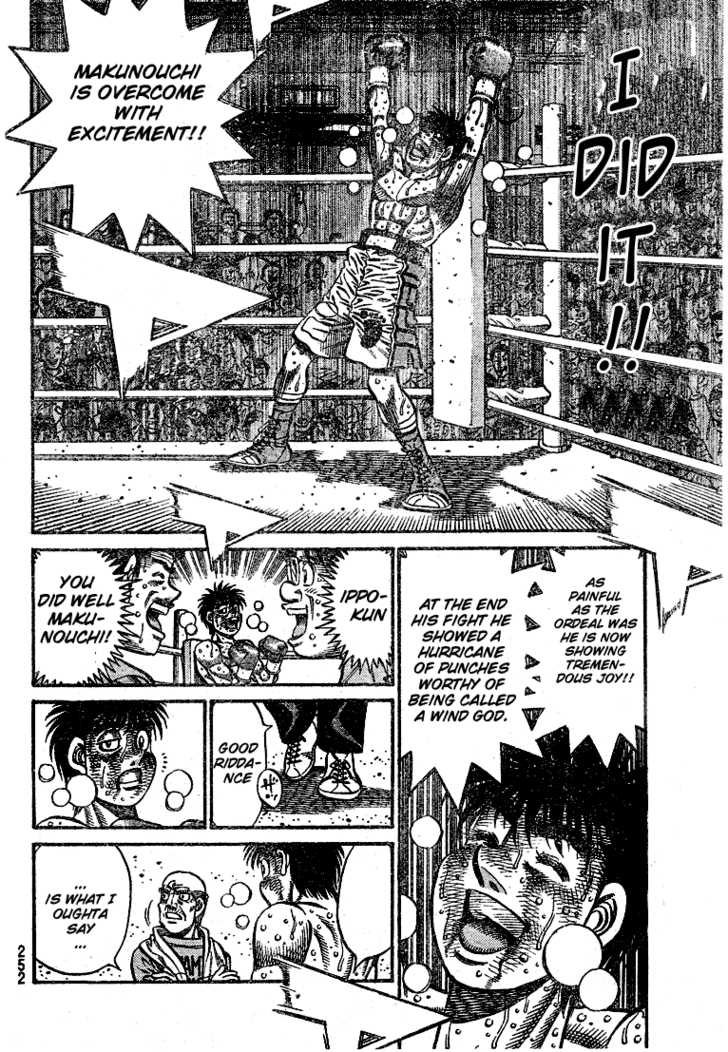 I
DID
IT!!
MAKUNOUCHI
IS OVERCOME
WITH
EXCITEMENT!!
AS
PAINFUL
AS THE
ORDEAL WAS
HE IS NOW
SHOWING
TREMEN-
DOUS JOY!!
AT THE END
HIS FIGHT HE
SHOWED A
HURRICANE
OF PUNCHES
WORTHY OF
BEING CALLED
A WIND GOD.
IPPO-
KUN
YOU
DID WELL
MAKU-
NOUCHI!
GOOD
RIDDA-
NCE
...
IS WHAT I
OUGHTA
SAY
...
252